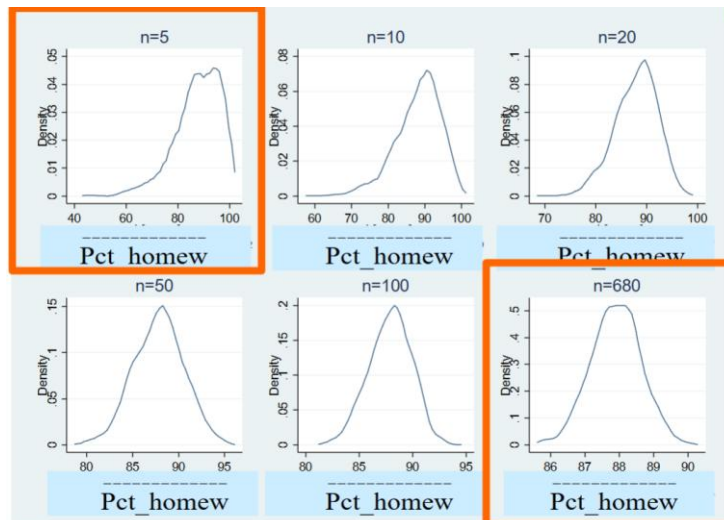 n=5
Density
0 .01 .02 .03 .04 .05
40 60 80 100
Pct_homew
n=10
Density
0 .02 .04 .06 .08
60 70 80 90 100
Pct_homew
n=20
Density
0 .02 .04 .06 .08 .1
70 80 90 100
Pct_homew
n=50
Density
0 .05 .1 .15
80 85 90 95
Pct_homew
n=100
Density
0 .05 .1 .15 .2
80 85 90 95
Pct_homew
n=680
Density
0 .1 .2 .3 .4 .5
86 87 88 89 90
Pct_homew